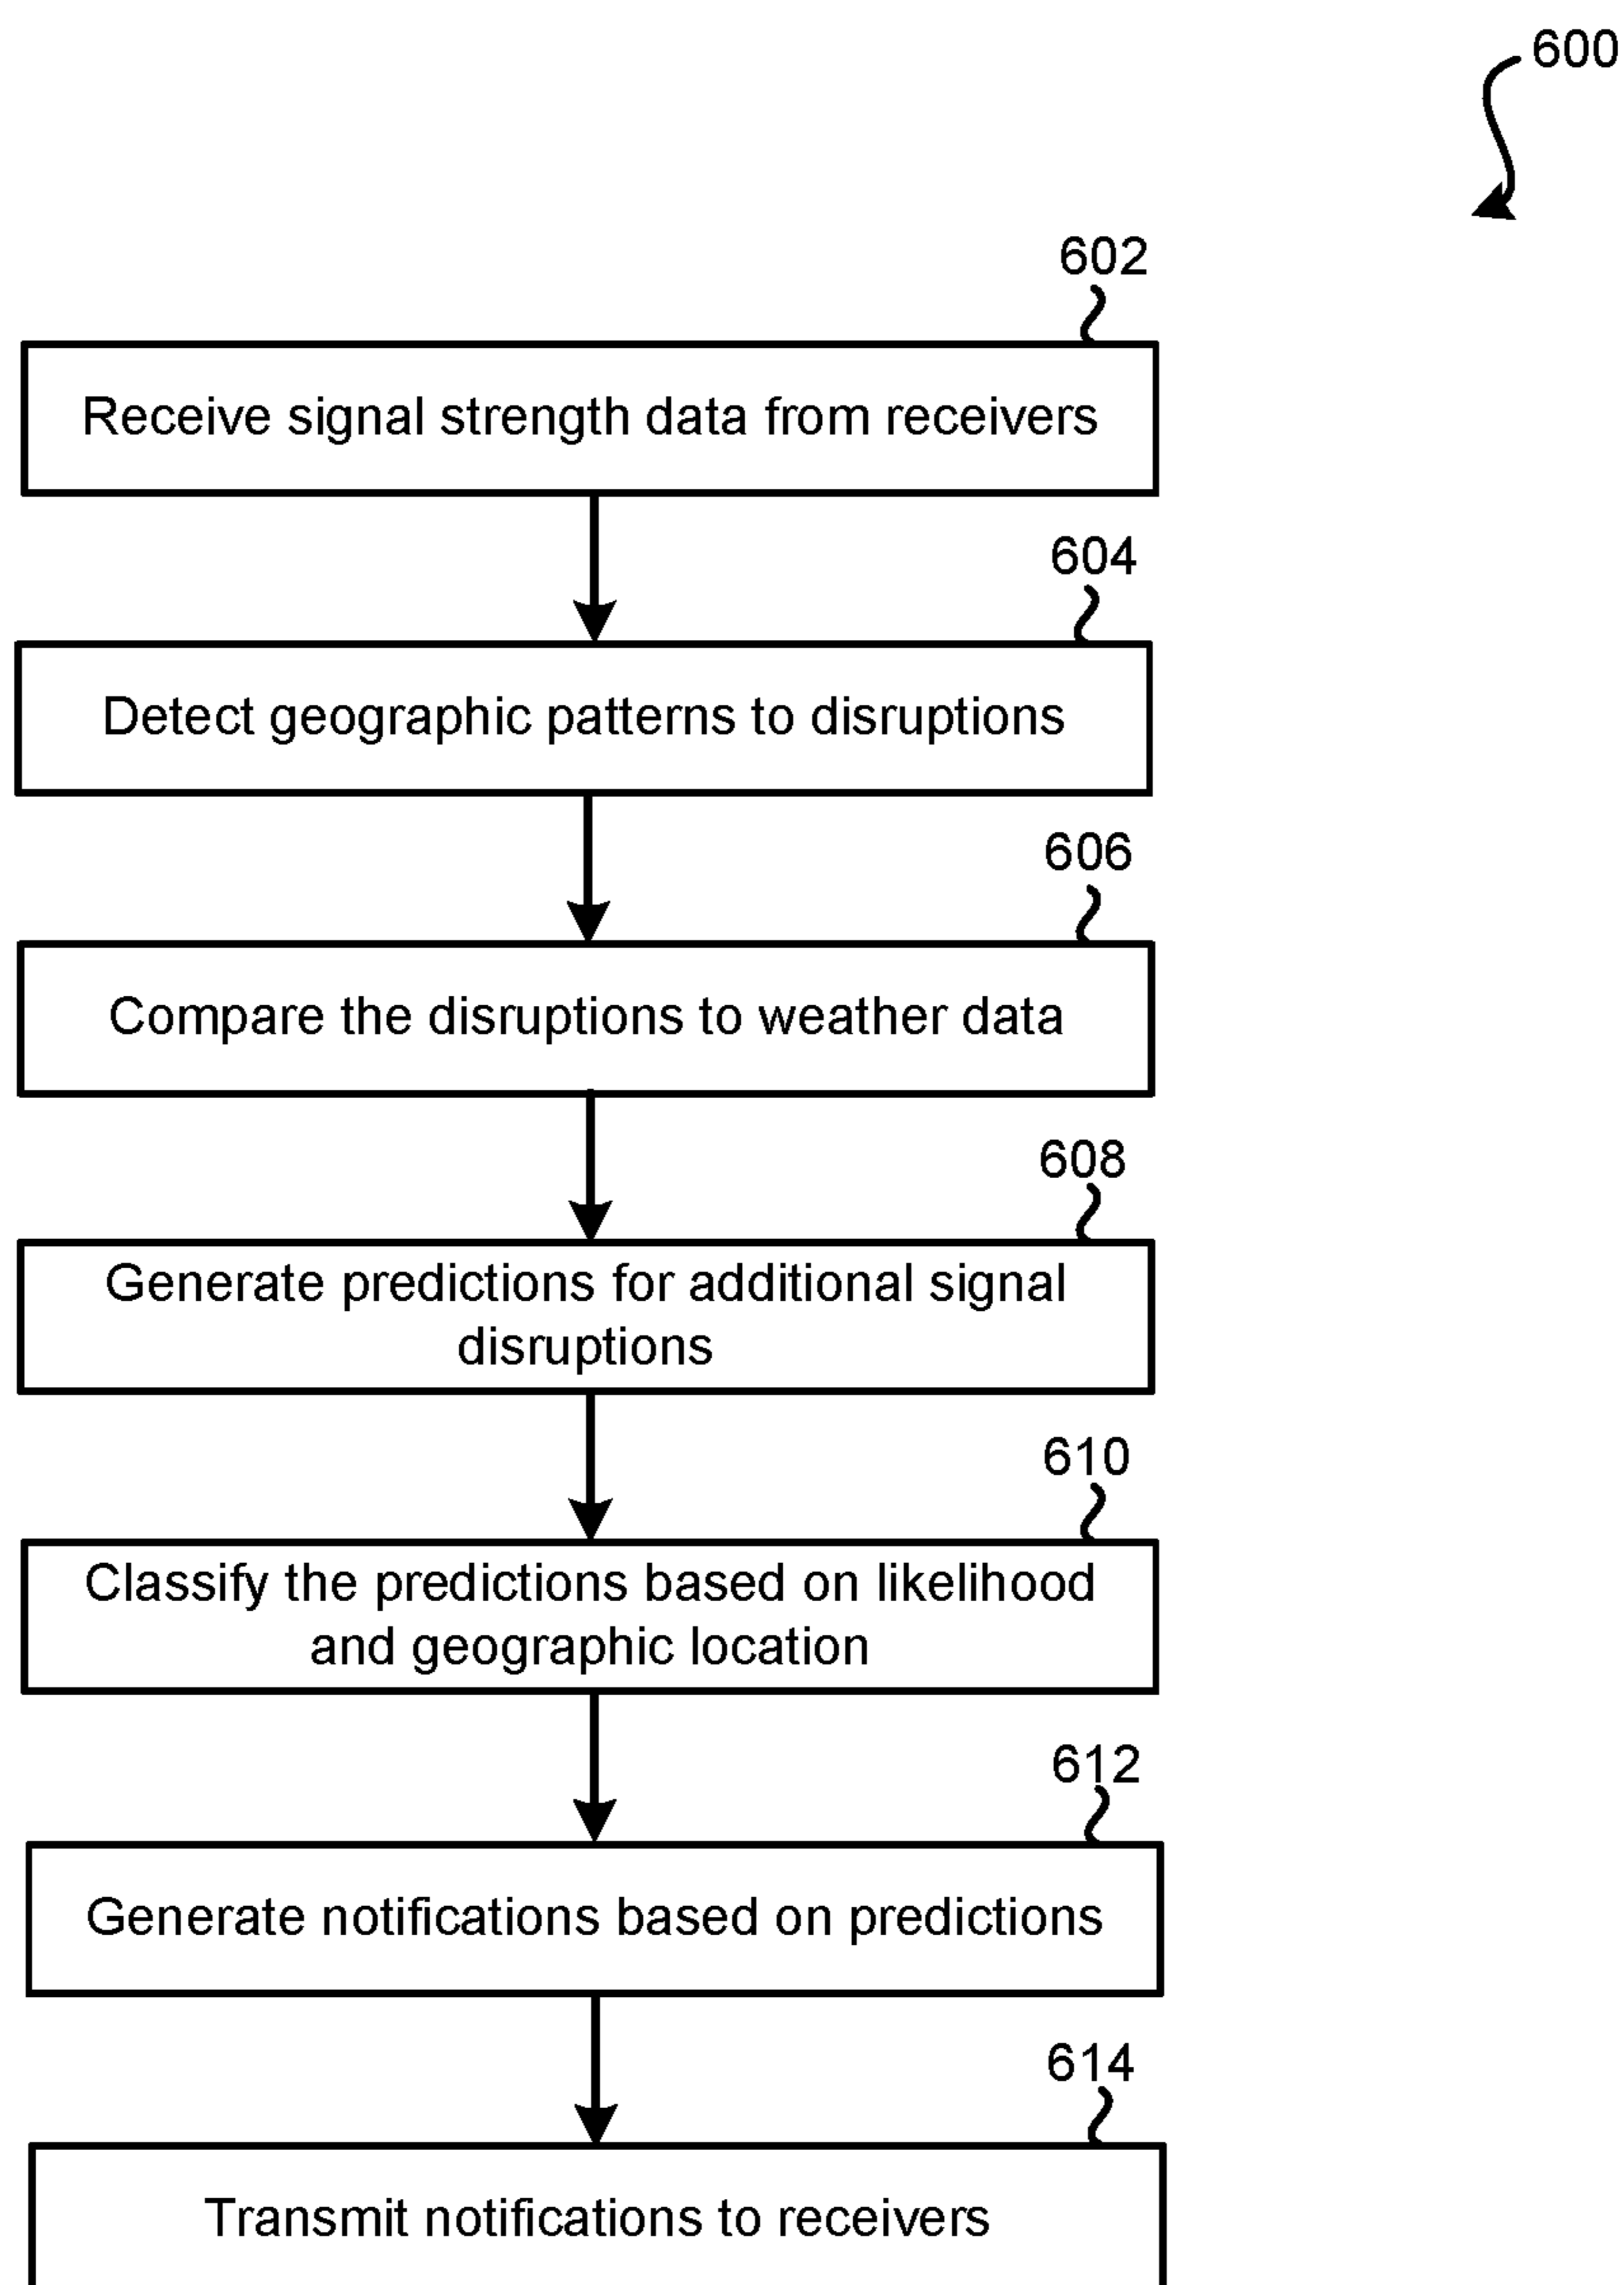 600
602
Receive signal strength data from receivers
604
Detect geographic patterns to disruptions
606
Compare the disruptions to weather data
608
Generate predictions for additional signal
disruptions
610
Classify the predictions based on likelihood
and geographic location
612
Generate notifications based on predictions
614
Transmit notifications to receivers